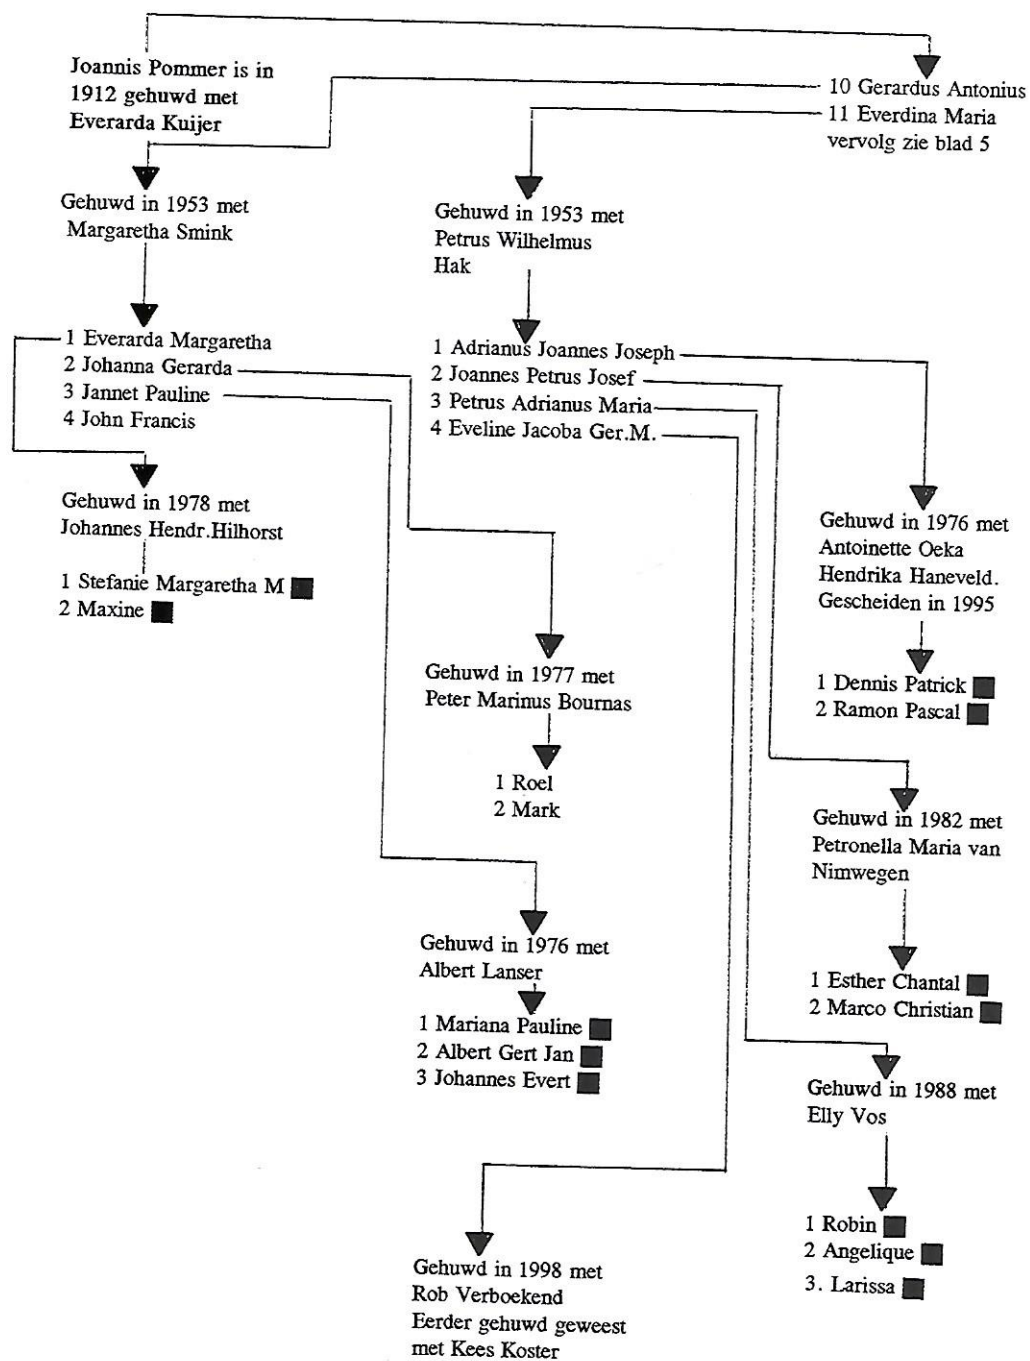 Joannis Pommer is in
1912 gehuwd met
Everarda Kuijer
10 Gerardus Antonius
11 Everdina Maria
vervolg zie blad 5
Gehuwd in 1953 met
Margaretha Smink
Gehuwd in 1953 met
Petrus Wilhelmus
Hak
1 Everarda Margaretha
2 Johanna Gerarda
3 Jannet Pauline
4 John Francis
1 Adrianus Joannes Joseph
2 Joannes Petrus Josef
3 Petrus Adrianus Maria
4 Eveline Jacoba Ger.M.
Gehuwd in 1978 met
Johannes Hendr.Hilhorst
1 Stefanie Margaretha M
2 Maxine
Gehuwd in 1976 met
Antoinette Oeka
Hendrika Haneveld.
Gescheiden in 1995
1 Dennis Patrick
2 Ramon Pascal
Gehuwd in 1977 met
Peter Marinus Bournas
1 Roel
2 Mark
Gehuwd in 1982 met
Petronella Maria van
Nimwegen
1 Esther Chantal
2 Marco Christian
Gehuwd in 1976 met
Albert Lanser
1 Mariana Pauline
2 Albert Gert Jan
3 Johannes Evert
Gehuwd in 1988 met
Elly Vos
1 Robin
2 Angelique
3. Larissa
Gehuwd in 1998 met
Rob Verboekend
Eerder gehuwd geweest
met Kees Koster